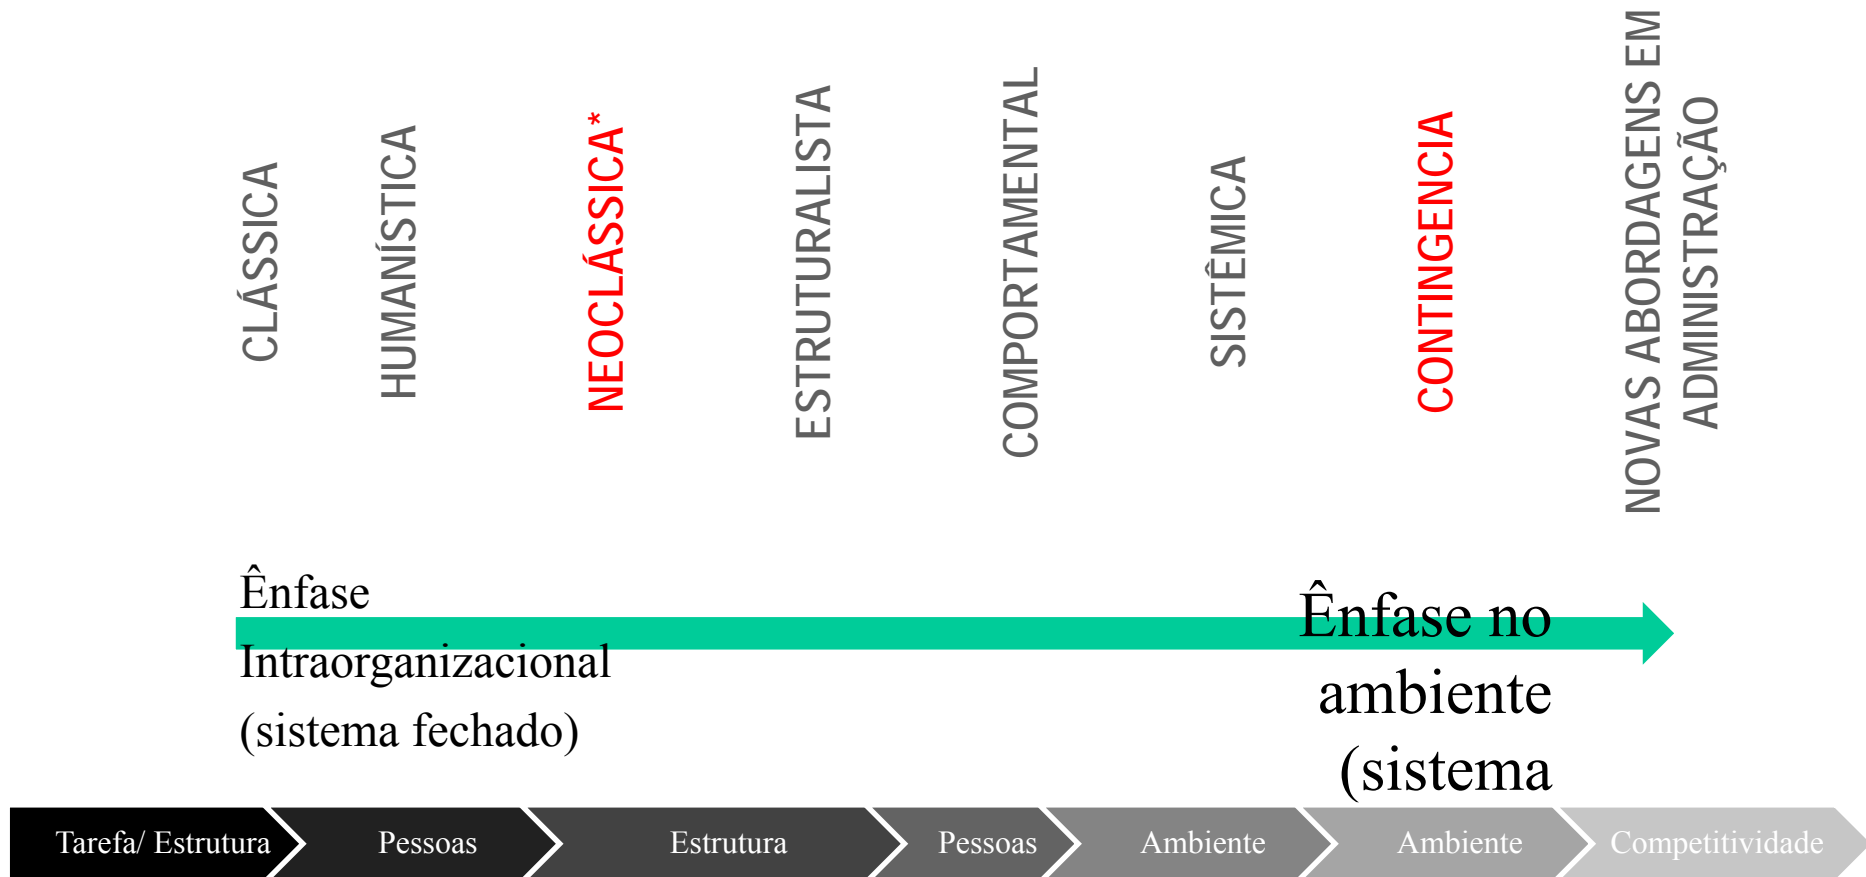 CLÁSSICA
HUMANÍSTICA
NEOCLÁSSICA*
ESTRUTURALISTA
COMPORTAMENTAL
SISTÊMICA
CONTINGENCIA
NOVAS ABORDAGENS EM
ADMINISTRAÇÃO
Ênfase
Intraorganizacional
(sistema fechado)
Ênfase no
ambiente
(sistema
Tarefa/ Estrutura
Pessoas
Estrutura
Pessoas
Ambiente
Ambiente
Competitividade